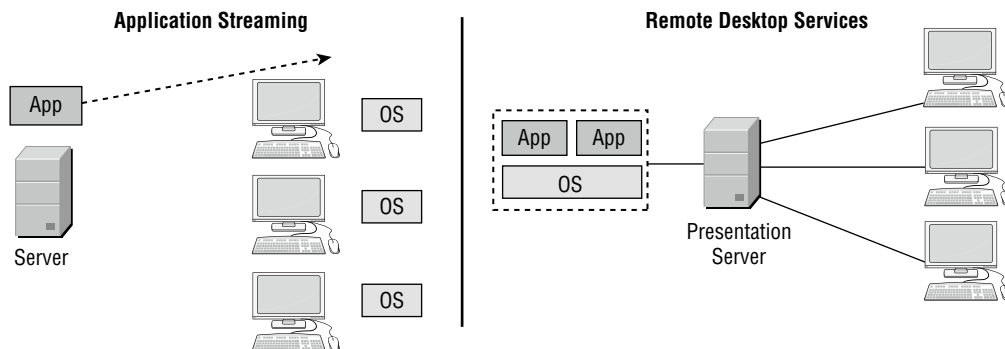 Application Streaming
App
Server
OS
OS
OS
Remote Desktop Services
App
App
OS
Presentation
Server